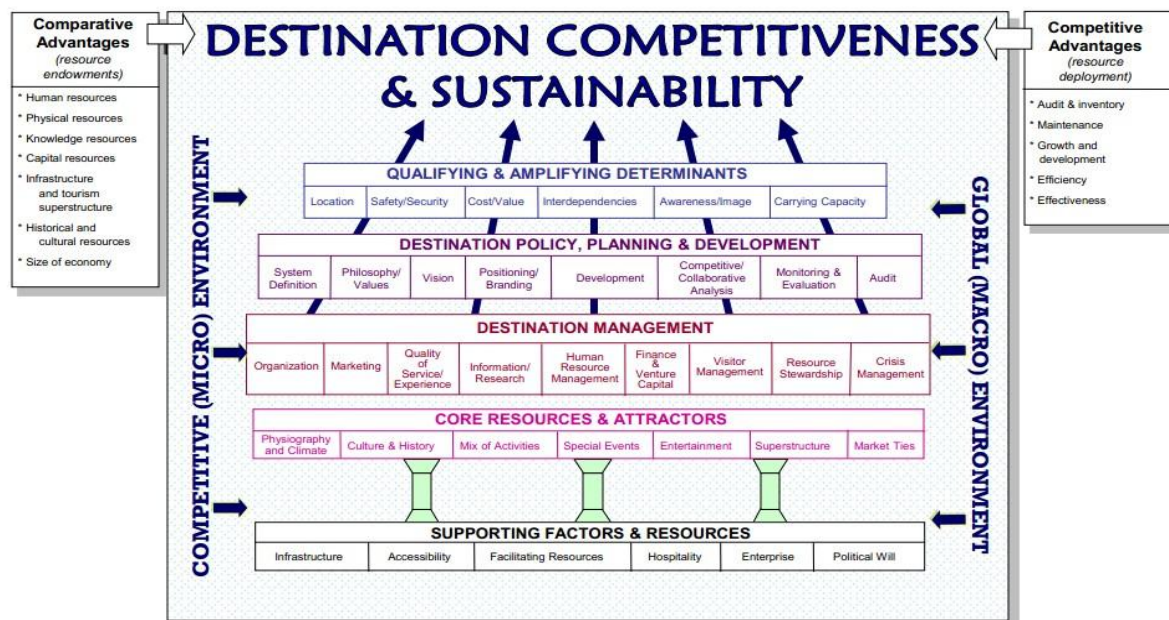 Comparative
Advantages
(resource
endowments)
* Human resources
* Physical resources
* Knowledge resources
* Capital resources
* Infrastructure
and tourism
superstructure
* Historical and
cultural resources
* Size of economy
DESTINATION COMPETITIVENESS
& SUSTAINABILITY
Competitive
Advantages
(resource
deployment)
* Audit & inventory
* Maintenance
* Growth and
development
* Efficiency
* Effectiveness
COMPETITIVE (MICRO) ENVIRONMENT
QUALIFYING & AMPLIFYING DETERMINANTS
Location Safety/Security Cost/Value Interdependencies Awareness/Image Carrying Capacity
DESTINATION POLICY, PLANNING & DEVELOPMENT
System
Definition
Philosophy/
Values
Vision
Positioning/
Branding
Development
Competitive/
Collaborative
Analysis
Monitoring &
Evaluation
Audit
DESTINATION MANAGEMENT
Organization
Marketing
Quality
of
Service/
Experience
Information/
Research
Human
Resource
Management
Finance
&
Venture
Capital
Visitor
Management
Resource
Stewardship
Crisis
Management
CORE RESOURCES & ATTRACTORS
Physiography
and Climate
Culture & History
Mix of Activities
Special Events
Entertainment
Superstructure
Market Ties
SUPPORTING FACTORS & RESOURCES
Infrastructure Accessibility Facilitating Resources Hospitality Enterprise Political Will
GLOBAL (MACRO) ENVIRONMENT